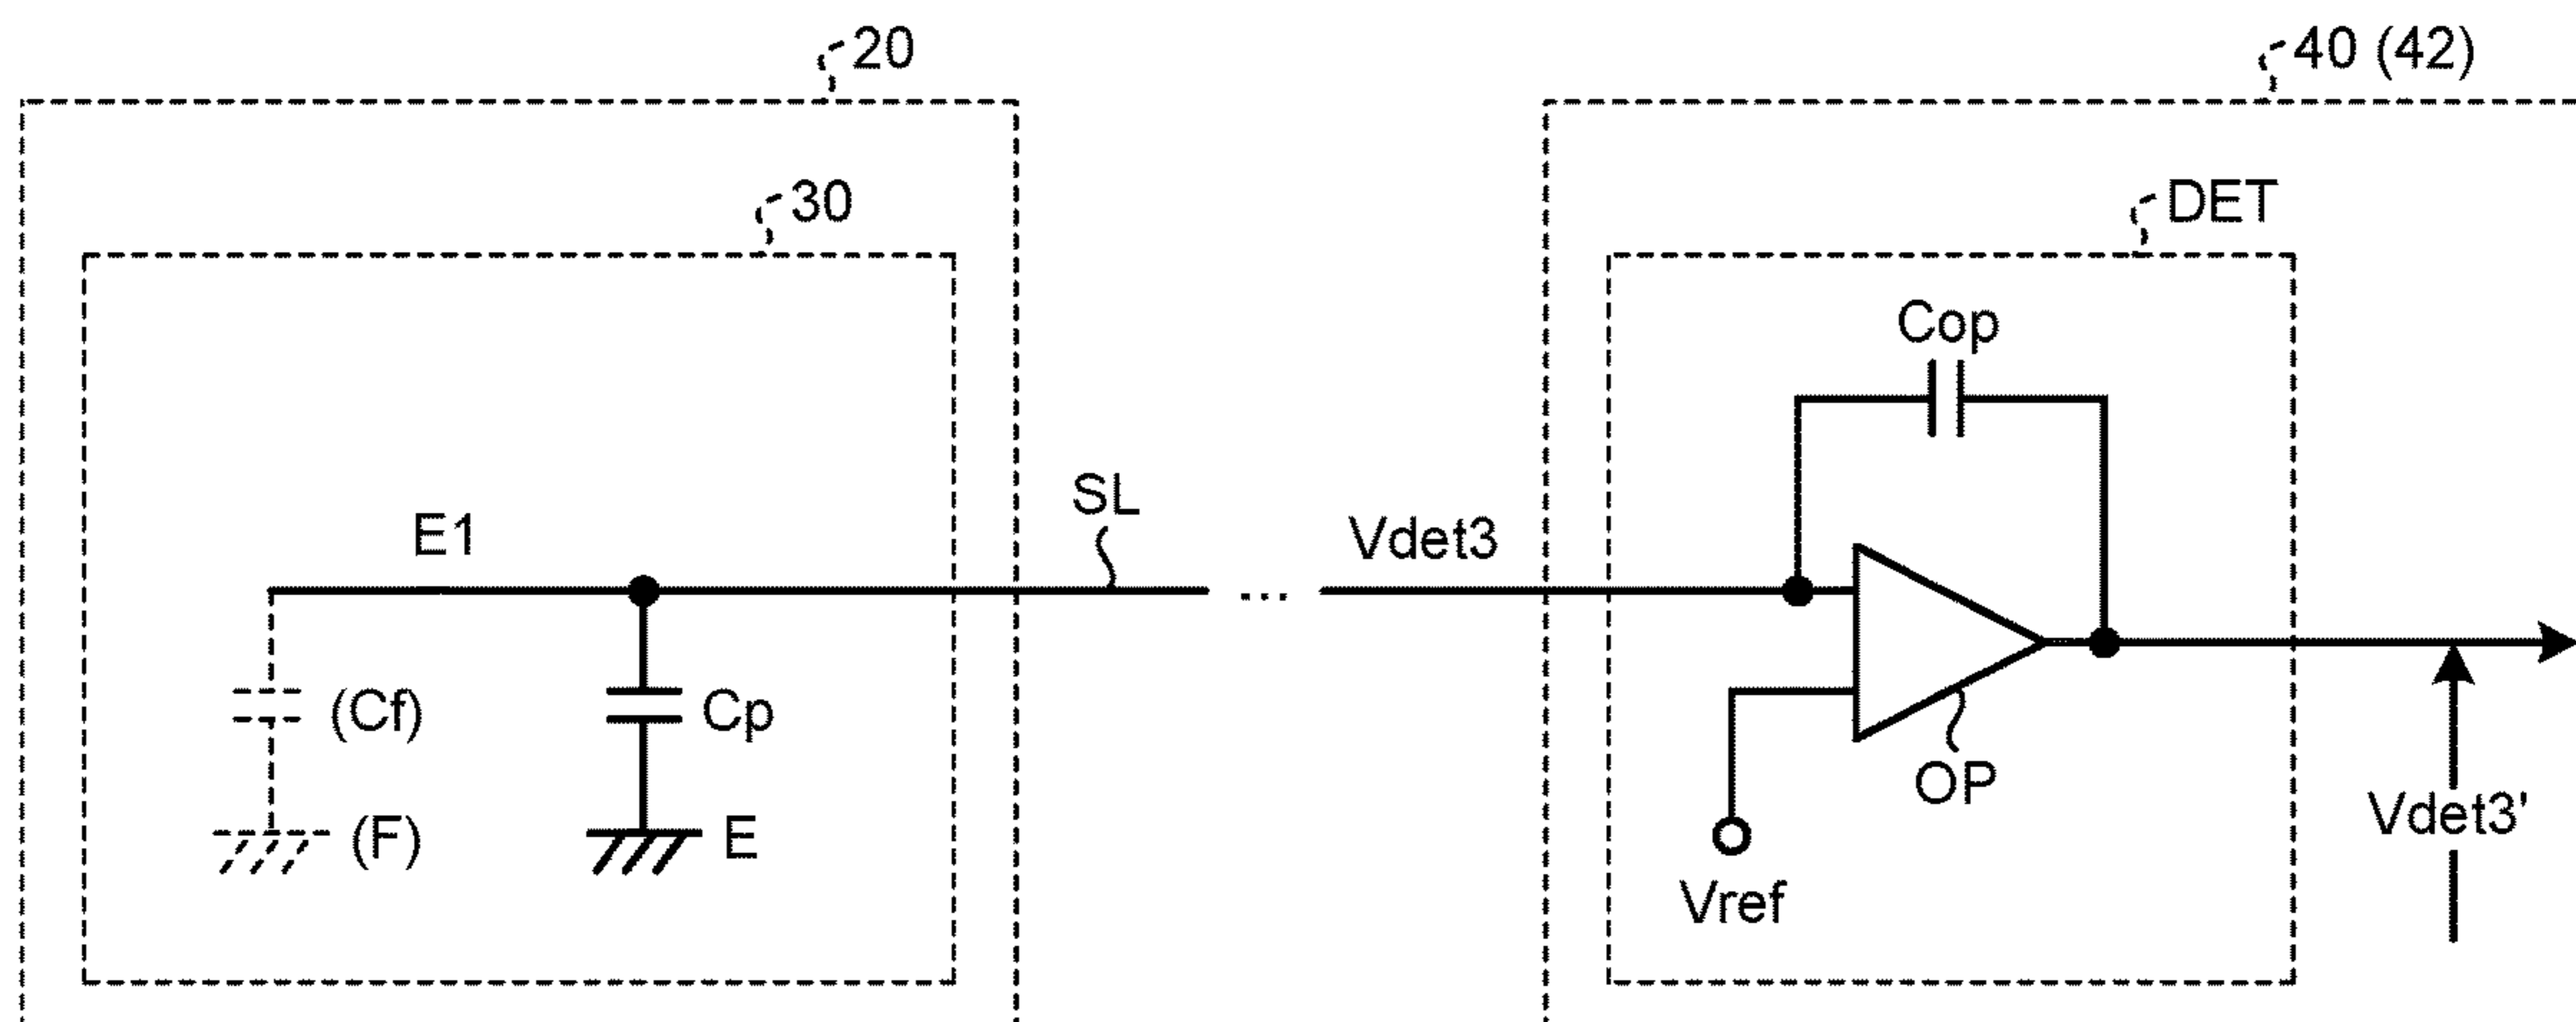 20
40 (42)
30
DET
Cop
E1
SL
Vdet3
...
(Cf)
Cp
OP
(F)
E
Vref
Vdet3'